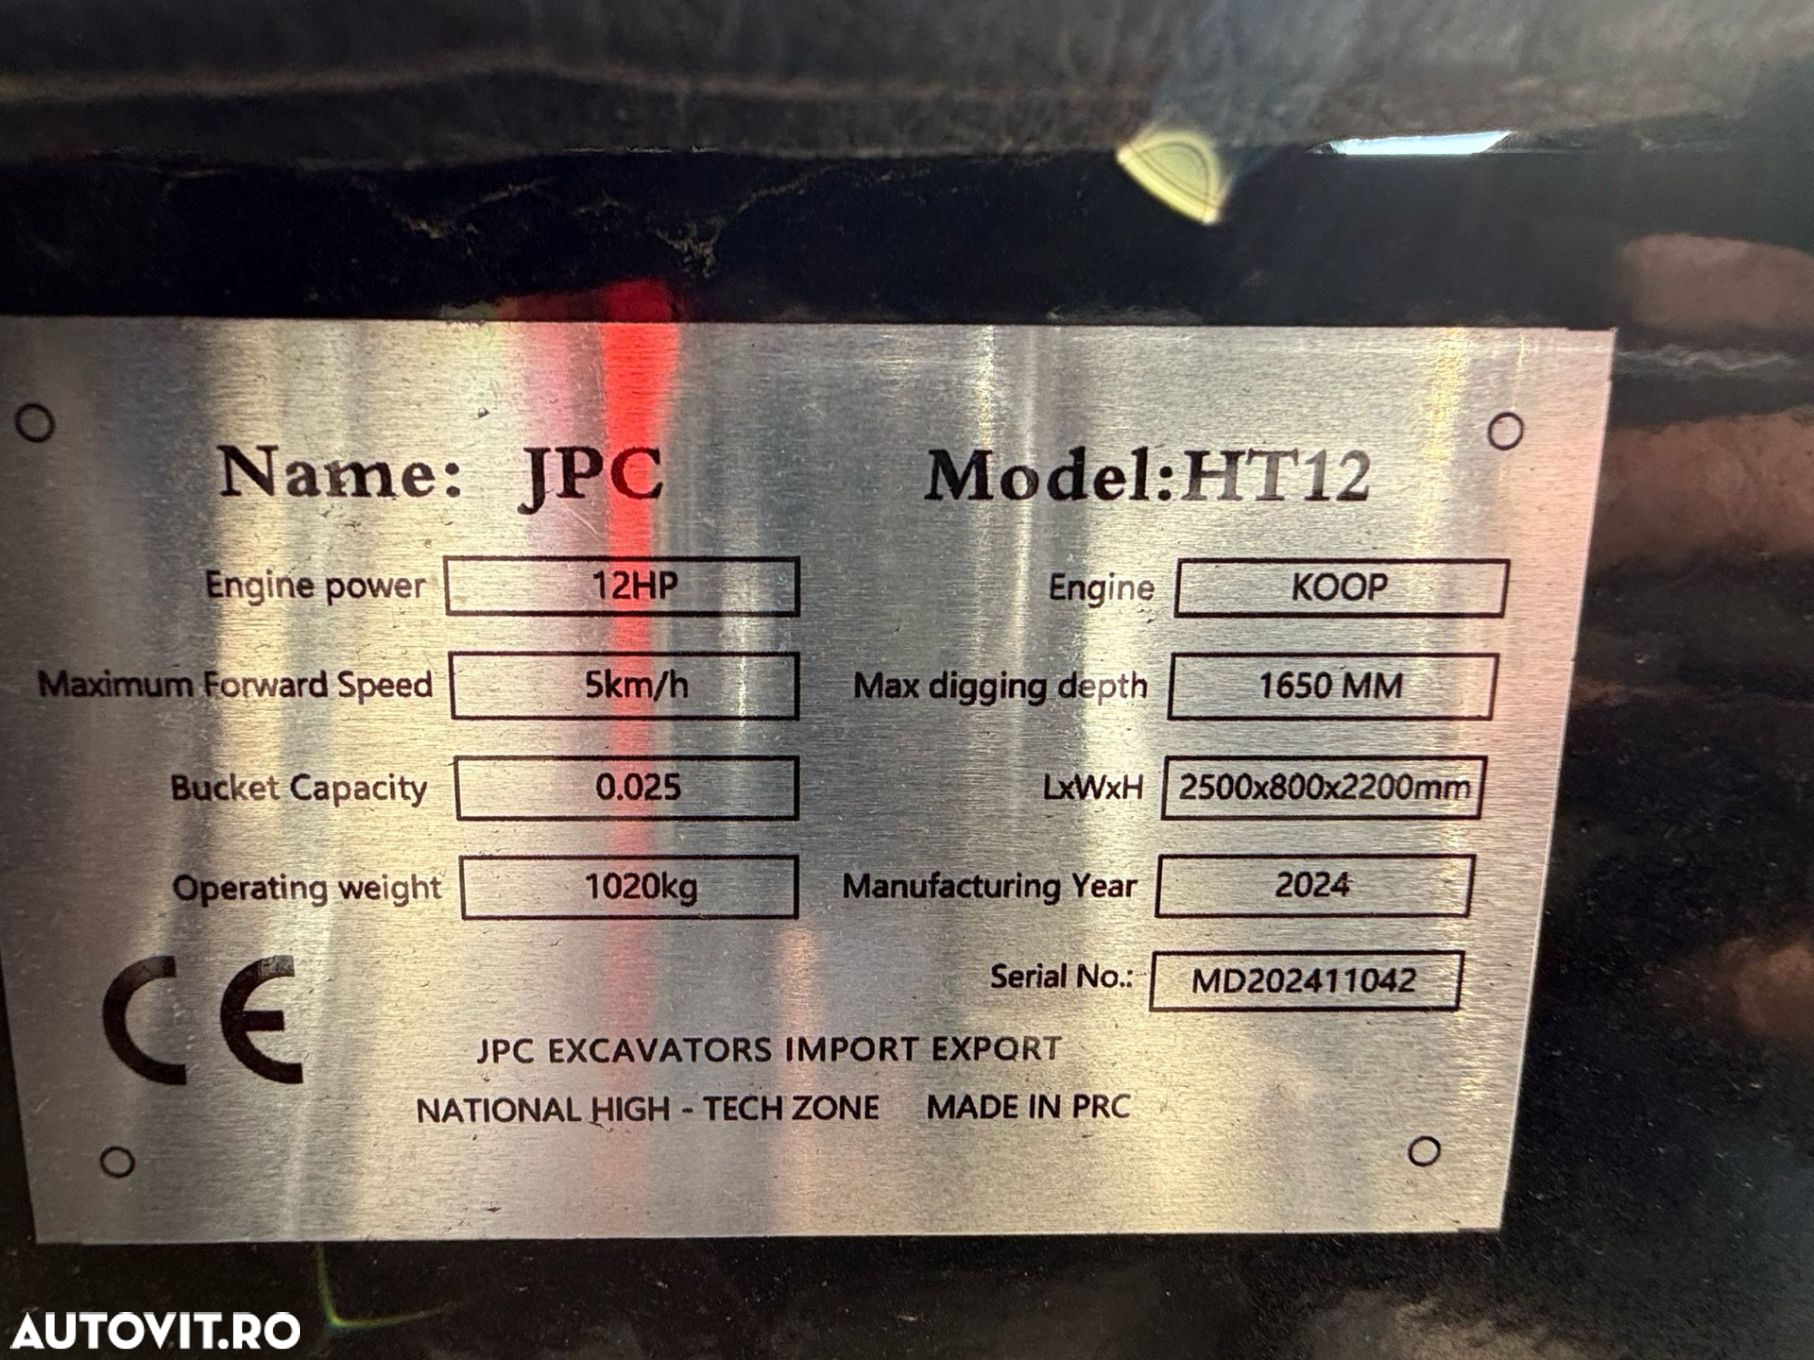 Name: JPC Model:HT12
Engine power 12HP Engine KOOP
Maximum Forward Speed 5km/h Max digging depth 1650 MM
Bucket Capacity 0.025 LxWxH 2500x800x2200mm
Operating weight 1020kg Manufacturing Year 2024
CE Serial No.: MD202411042
JPC EXCAVATORS IMPORT EXPORT
NATIONAL HIGH - TECH ZONE MADE IN PRC
AUTOVIT.RO